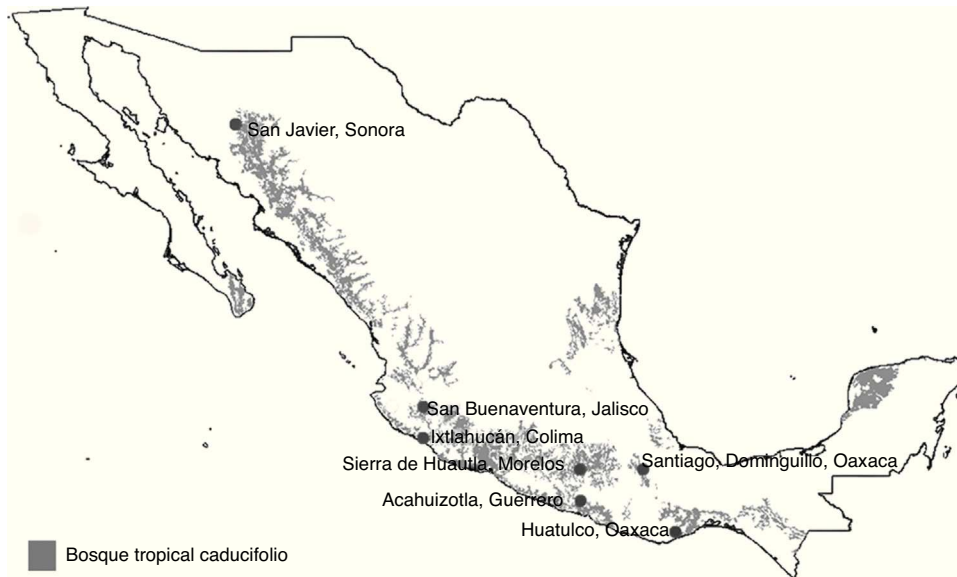 San Javier, Sonora
San Buenaventura, Jalisco
Ixtlahucán, Colima
Sierra de Huautla, Morelos
Santiago, Dominguillo, Oaxaca
Acahuizotla, Guerrero
Huatulco, Oaxaca
Bosque tropical caducifolio